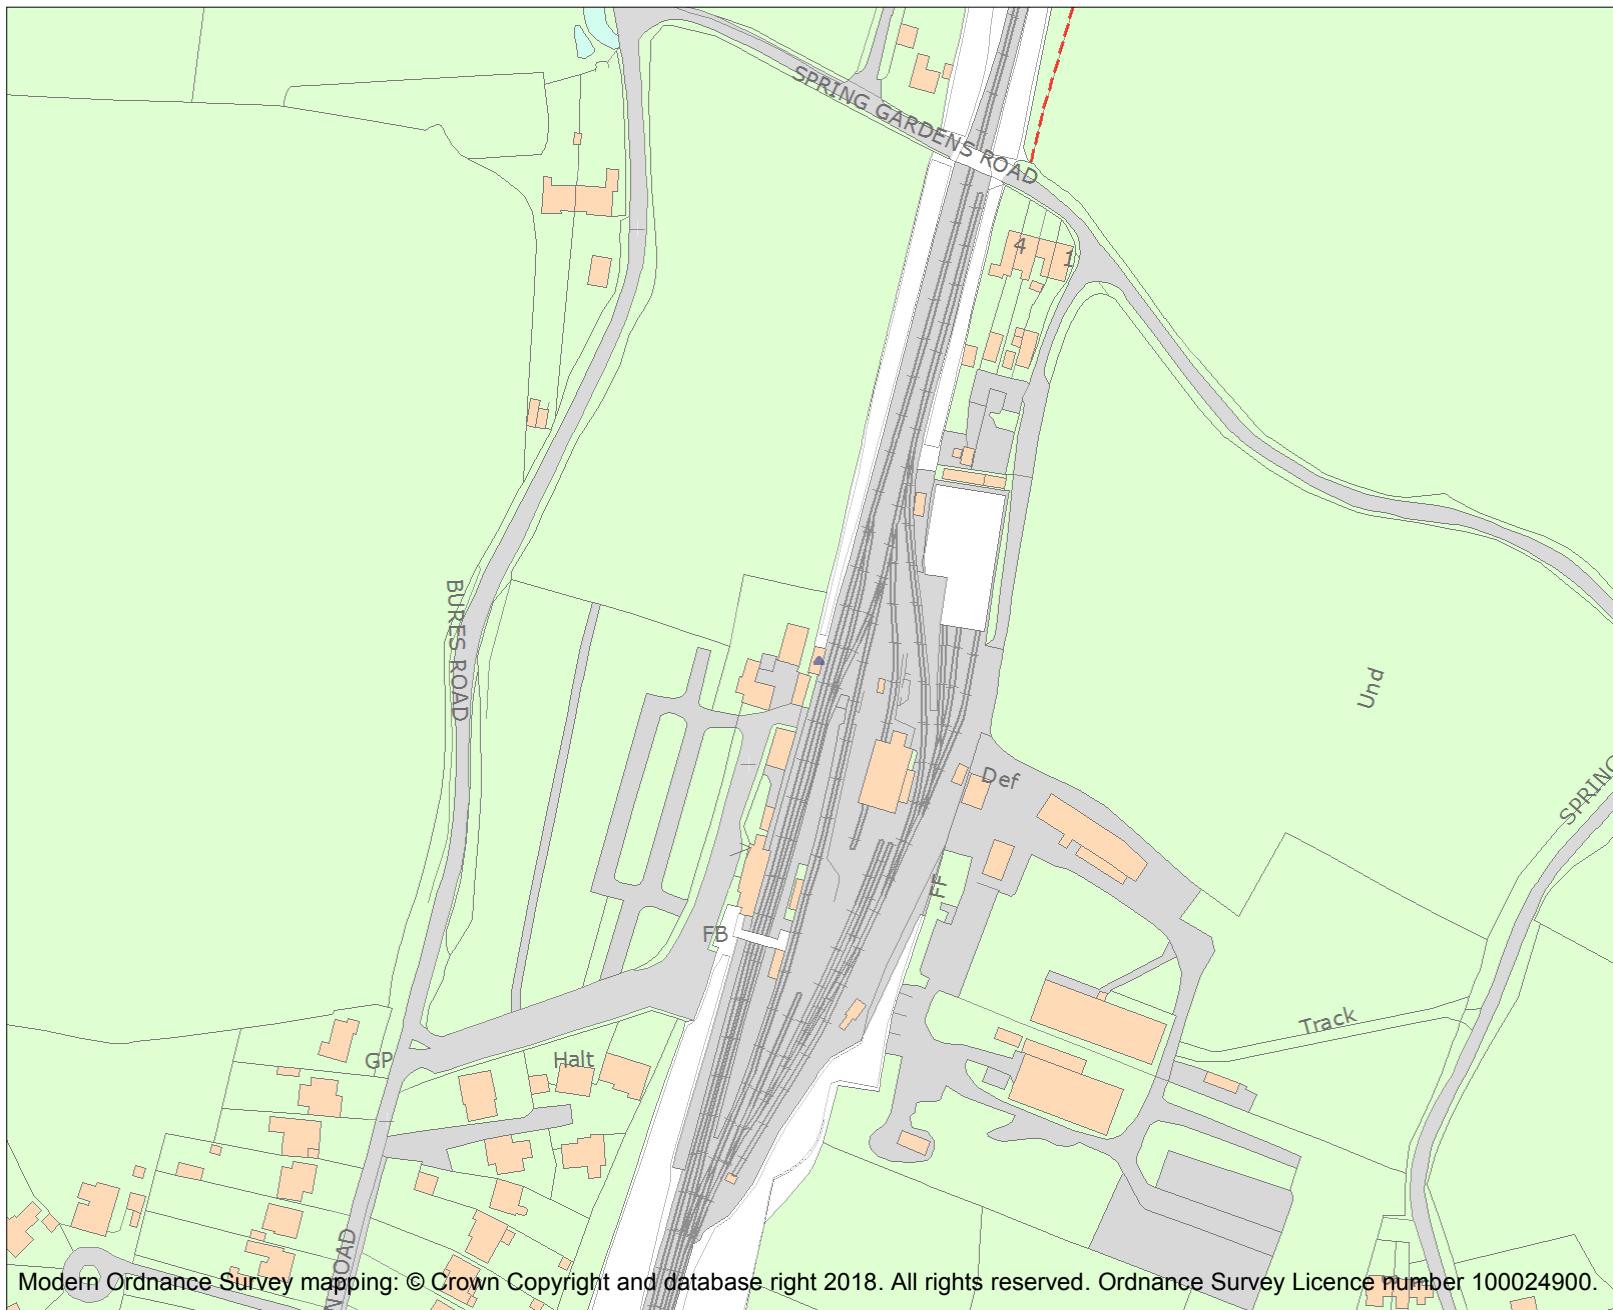 SPRING GARDENS ROAD
4
1
BURES ROAD
Und
SPRING
Def
FF
FB
Track
GP
Halt
N ROAD
Modern Ordnance Survey mapping: © Crown Copyright and database right 2018. All rights reserved. Ordnance Survey Licence number 100024900.